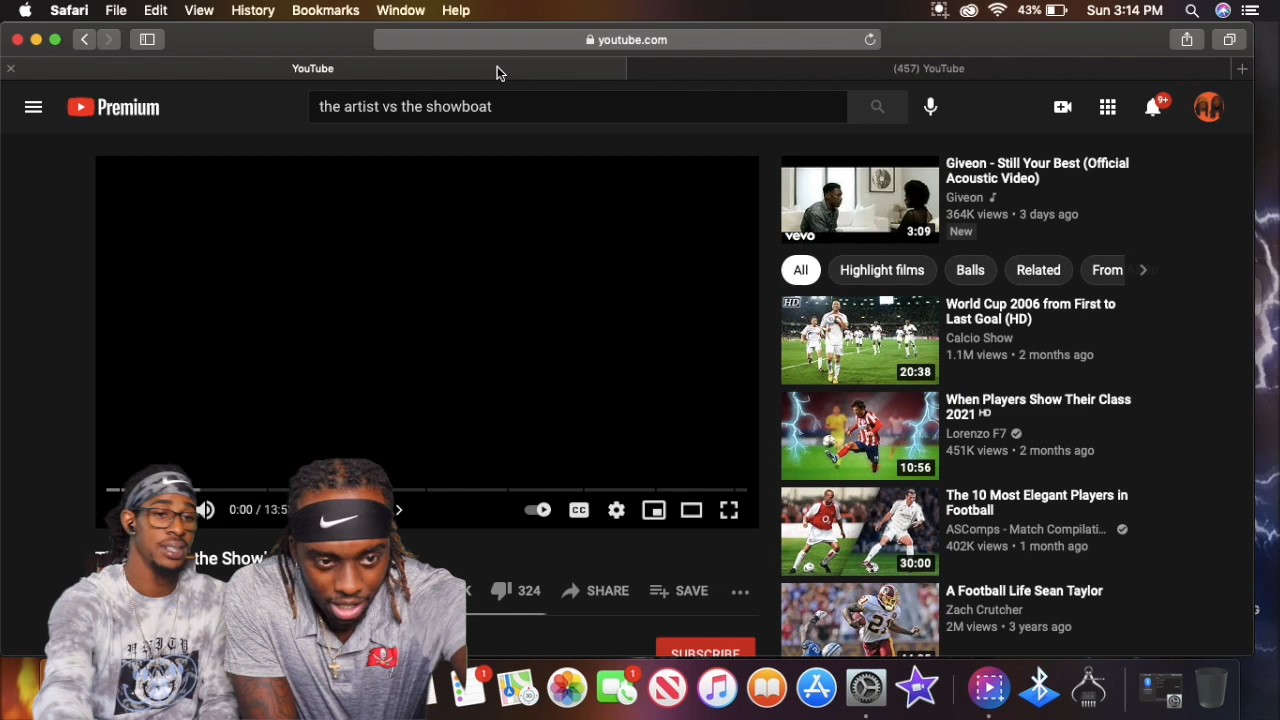 Safari File Edit View History Bookmarks Window Help 43% Sun 3:14 PM
youtube.com
YouTube
(457) YouTube
Premium
the artist vs the showboat
9+
Giveon - Still Your Best (Official
Acoustic Video)
Giveon
364K views • 3 days ago
New
vevo
3:09
All Highlight films Balls Related From
HD
20:38
World Cup 2006 from First to
Last Goal (HD)
Calcio Show
1.1M views • 2 months ago
10:56
When Players Show Their Class
2021 HD
Lorenzo F7
451K views • 2 months ago
30:00
The 10 Most Elegant Players in
Football
ASComps - Match Compilati...
402K views • 1 month ago
A Football Life Sean Taylor
Zach Crutcher
2M views • 3 years ago
21
0:00 / 13:5
CC
the Show
K 324 SHARE SAVE
SUBSCRIBE
1
1